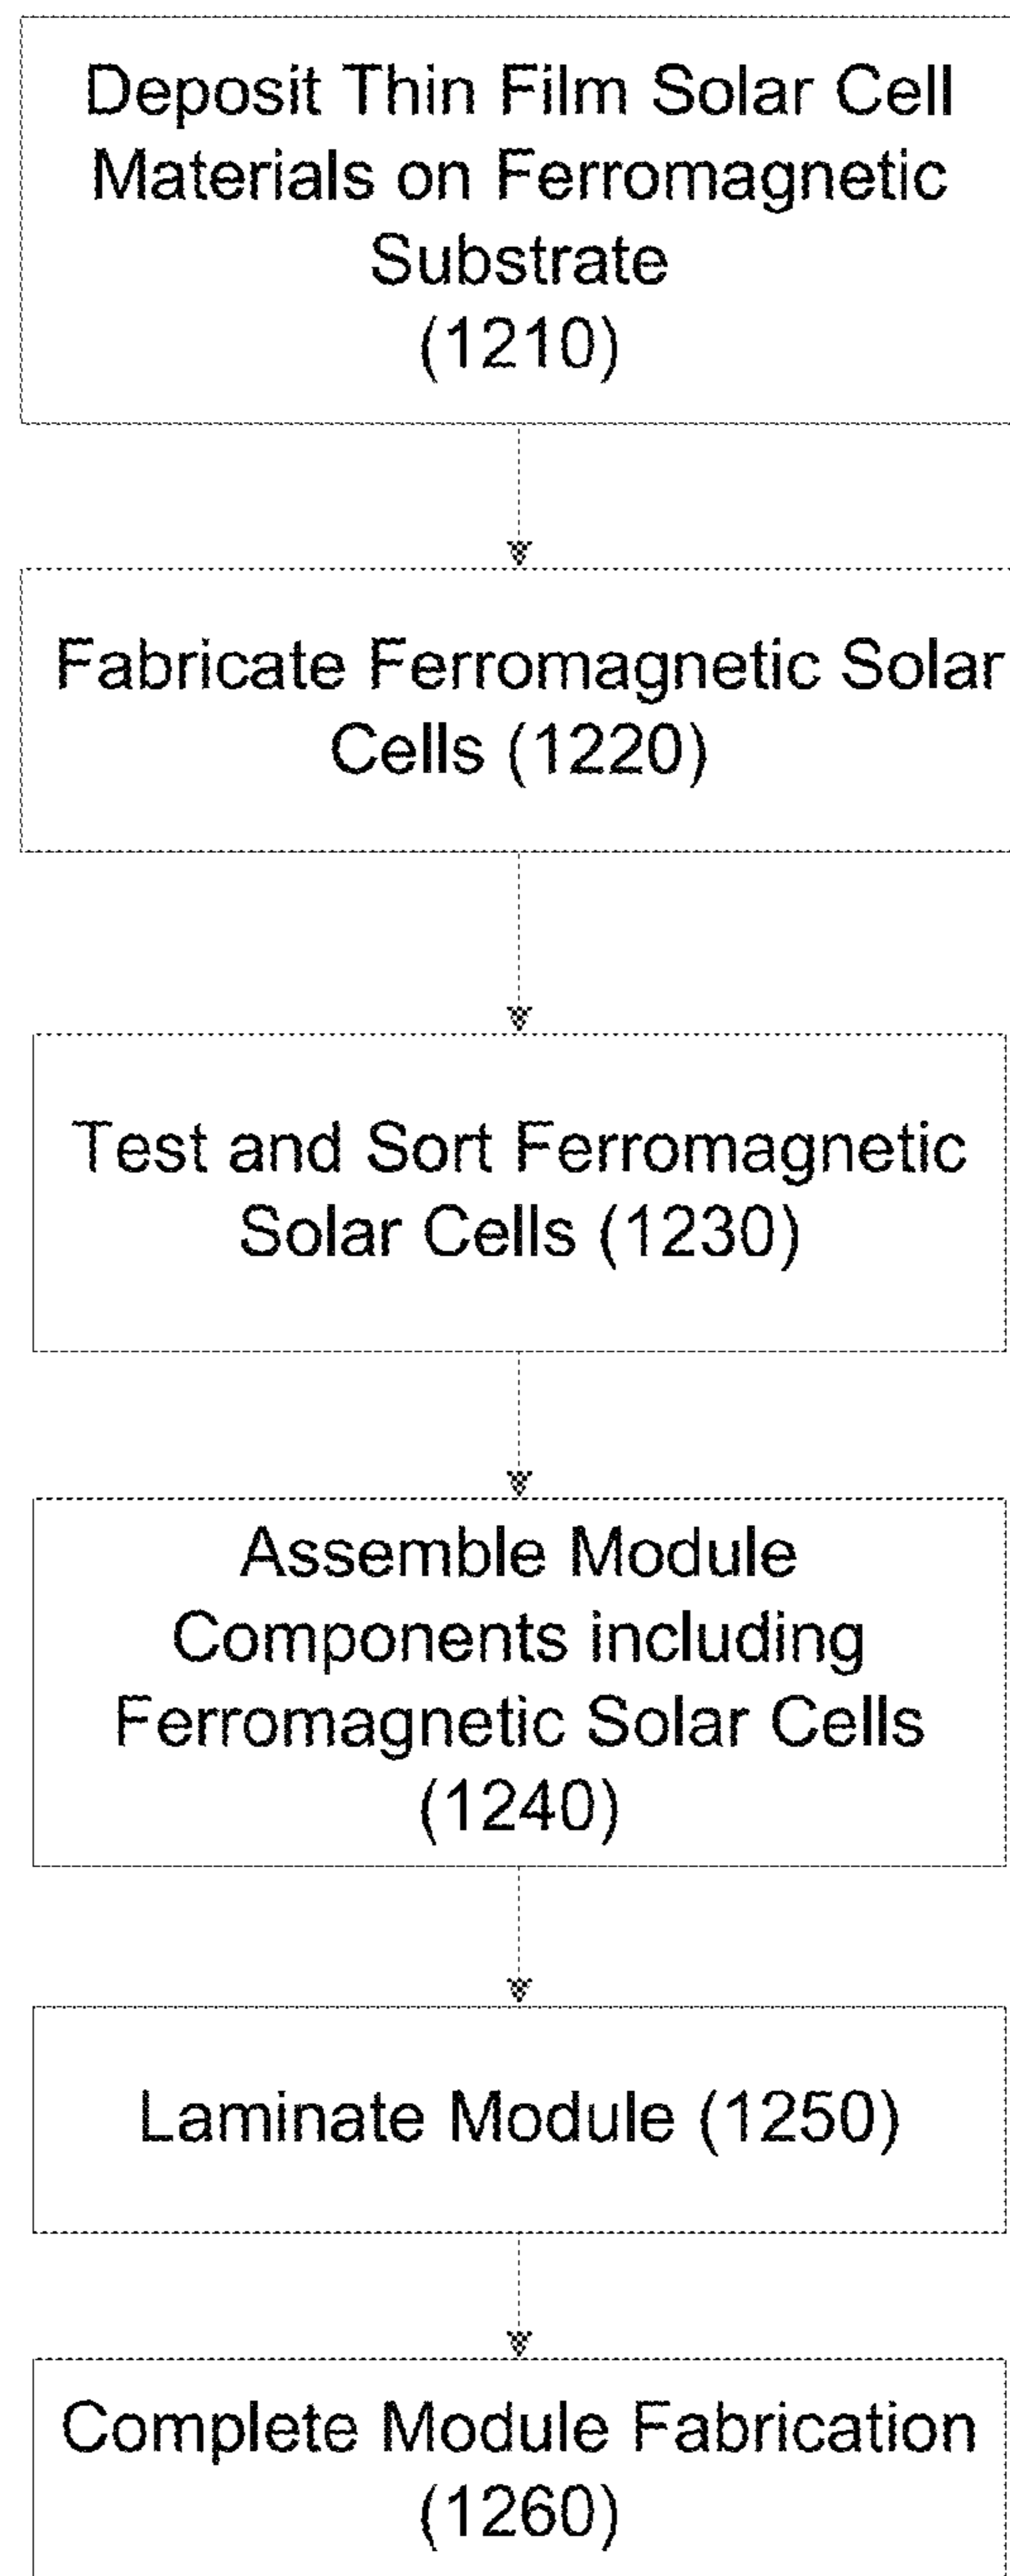 Deposit Thin Film Solar Cell
Materials on Ferromagnetic
Substrate
(1210)
Fabricate Ferromagnetic Solar
Cells (1220)
Test and Sort Ferromagnetic
Solar Cells (1230)
Assemble Module
Components including
Ferromagnetic Solar Cells
(1240)
Laminate Module (1250)
Complete Module Fabrication
(1260)